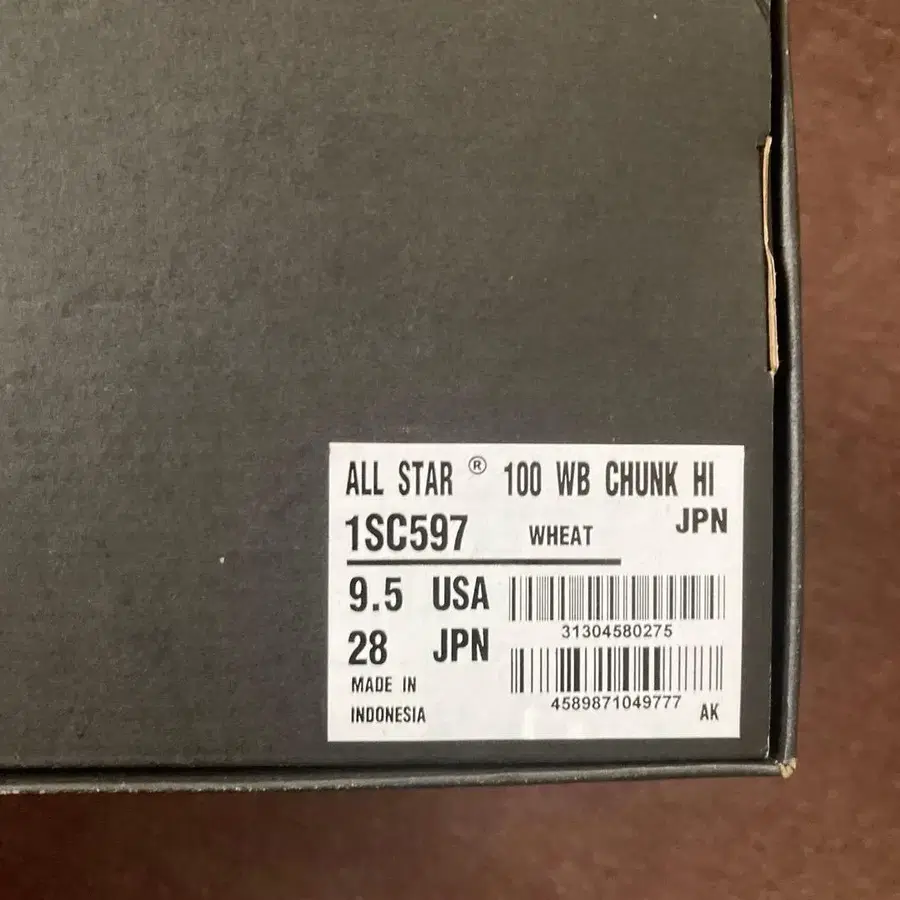 ALL STAR ® 100 WB CHUNK HI
1SC597 WHEAT JPN
9.5 USA
31304580275
28 JPN
4589871049777
MADE IN
INDONESIA
AK